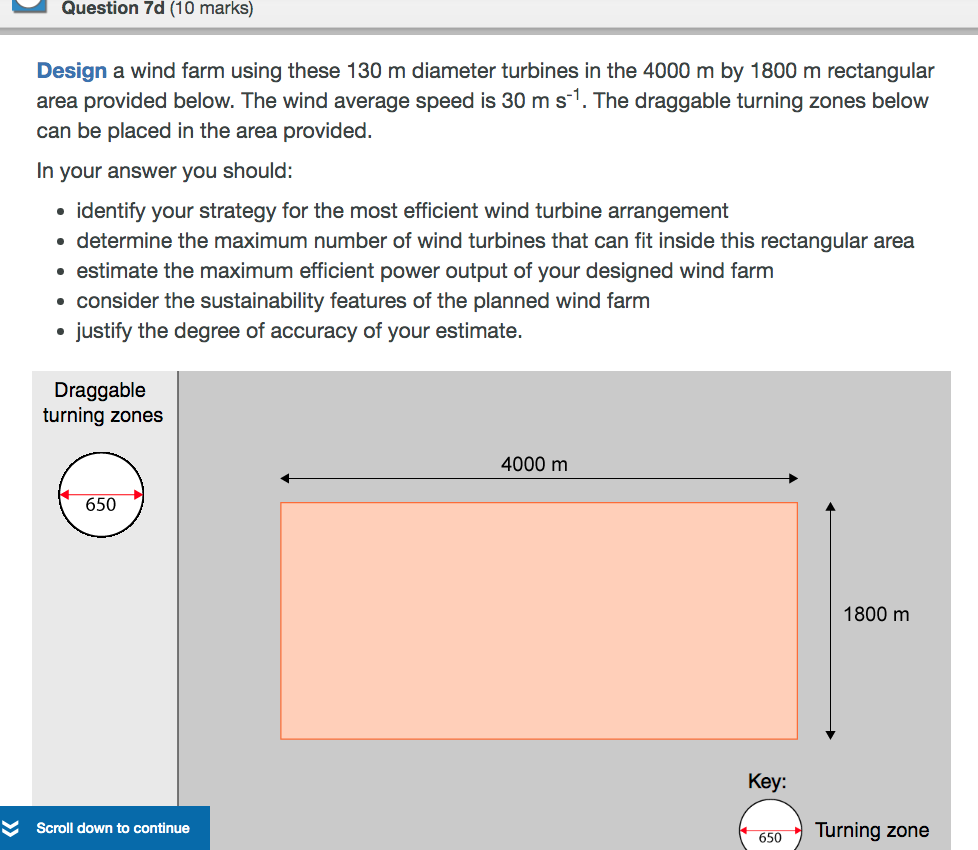 Question 7d (10 marks)
Design a wind farm using these 130 m diameter turbines in the 4000 m by 1800 m rectangular
area provided below. The wind average speed is 30 m s⁻¹. The draggable turning zones below
can be placed in the area provided.
In your answer you should:
• identify your strategy for the most efficient wind turbine arrangement
• determine the maximum number of wind turbines that can fit inside this rectangular area
• estimate the maximum efficient power output of your designed wind farm
• consider the sustainability features of the planned wind farm
• justify the degree of accuracy of your estimate.
Draggable
turning zones
650
4000 m
1800 m
Key:
650
Turning zone
Scroll down to continue